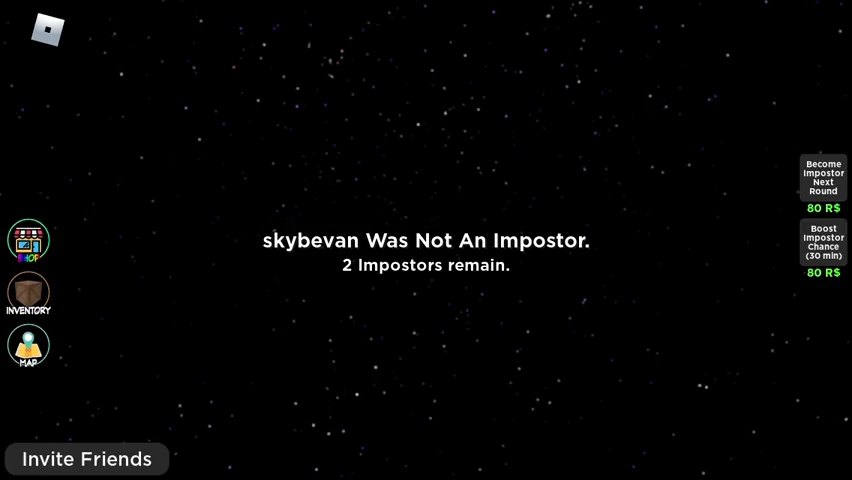 skybevan Was Not An Impostor.
2 Impostors remain.
Become
Impostor
Next
Round
80 R$
Boost
Impostor
Chance
(30 min)
80 R$
SHOP
INVENTORY
MAP
Invite Friends